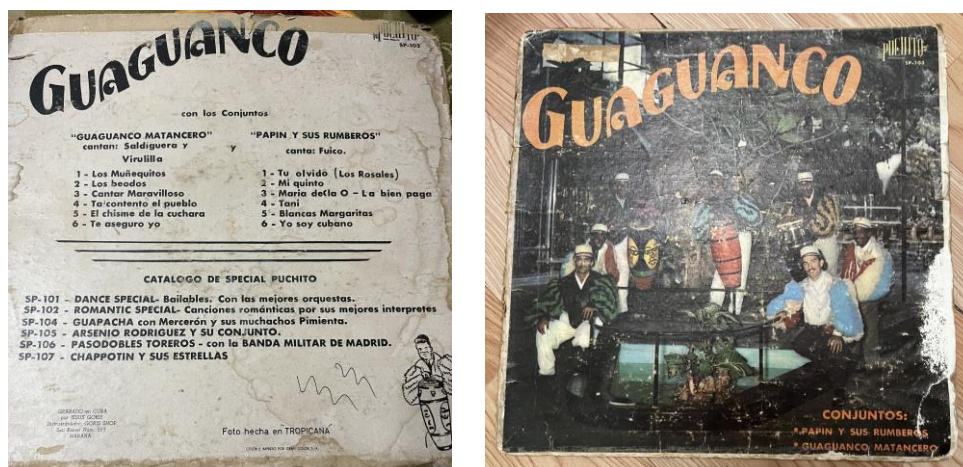 GUAGUANCO
PUCHITO
SP-103
con los Conjuntos
"GUAGUANCO MATANCERO" y "PAPIN Y SUS RUMBEROS"
cantan: Saldiguera y canta: Fuico.
Virulilla
1 - Los Muñequitos
2 - Los beodos
3 - Cantar Maravilloso
4 - Ta contento el pueblo
5 - El chisme de la cuchara
6 - Te aseguro yo
1 - Tu olvido (Los Rosales)
2 - Mi quinto
3 - Maria de la O - La bien paga
4 - Tani
5 - Blancas Margaritas
6 - Yo soy cubano
CATALOGO DE SPECIAL PUCHITO
SP-101 - DANCE SPECIAL- Bailables. Con las mejores orquestas.
SP-102 - ROMANTIC SPECIAL- Canciones románticas por sus mejores interpretes
SP-104 - GUAPACHA con Mercerón y sus muchachos Pimienta.
SP-105 - ARSENIO RODRIGUEZ Y SU CONJUNTO.
SP-106 - PASODOBLES TOREROS - con la BANDA MILITAR DE MADRID.
SP-107 - CHAPPOTIN Y SUS ESTRELLAS
GRABADO en CUBA
por JESUS GORIS
GORIS SHOP
HABANA
Foto hecha en TROPICANA
GUAGUANCO
PUCHITO
SP-103
CONJUNTOS:
*PAPIN Y SUS RUMBEROS
*GUAGUANCO MATANCERO